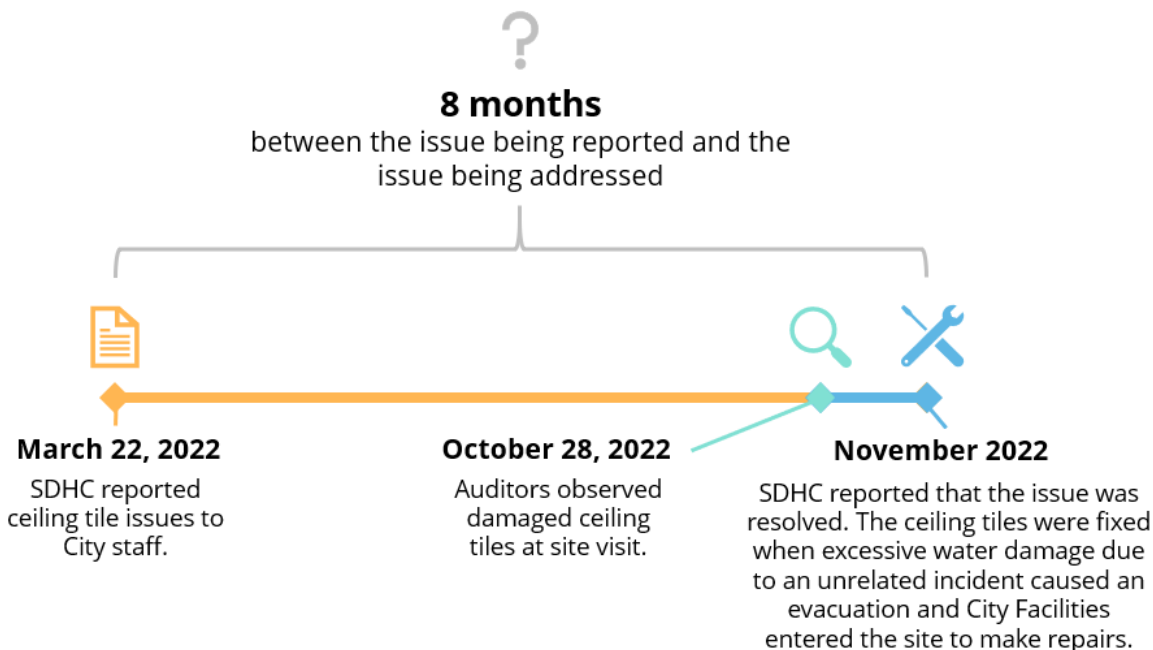 ?
8 months
between the issue being reported and the
issue being addressed
March 22, 2022
SDHC reported
ceiling tile issues to
City staff.
October 28, 2022
Auditors observed
damaged ceiling
tiles at site visit.
November 2022
SDHC reported that the issue was
resolved. The ceiling tiles were fixed
when excessive water damage due
to an unrelated incident caused an
evacuation and City Facilities
entered the site to make repairs.